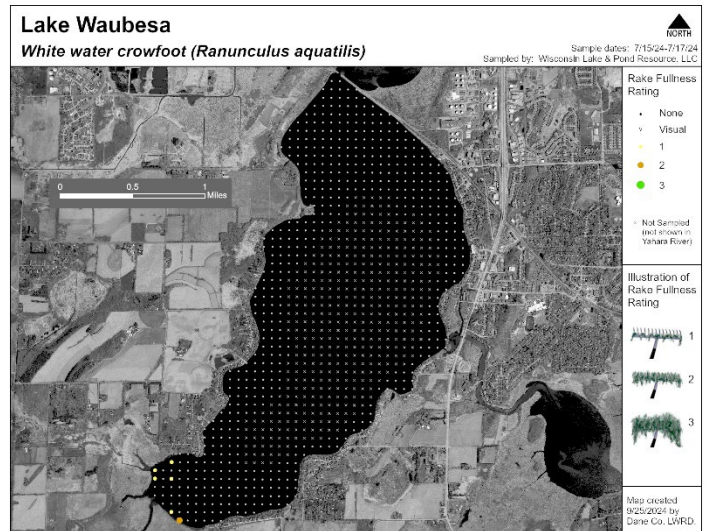 Lake Waubesa
White water crowfoot (Ranunculus aquatilis)
NORTH
Sample dates: 7/15/24-7/17/24
Sampled by: Wisconsin Lake & Pond Resource, LLC
Rake Fullness
Rating
None
Visual
1
2
3
Not Sampled
(not shown in
Yahara River)
0 0.5 1
Miles
Illustration of
Rake Fullness
Rating
1
2
3
Map created
9/25/2024 by
Dane Co. LWRD.